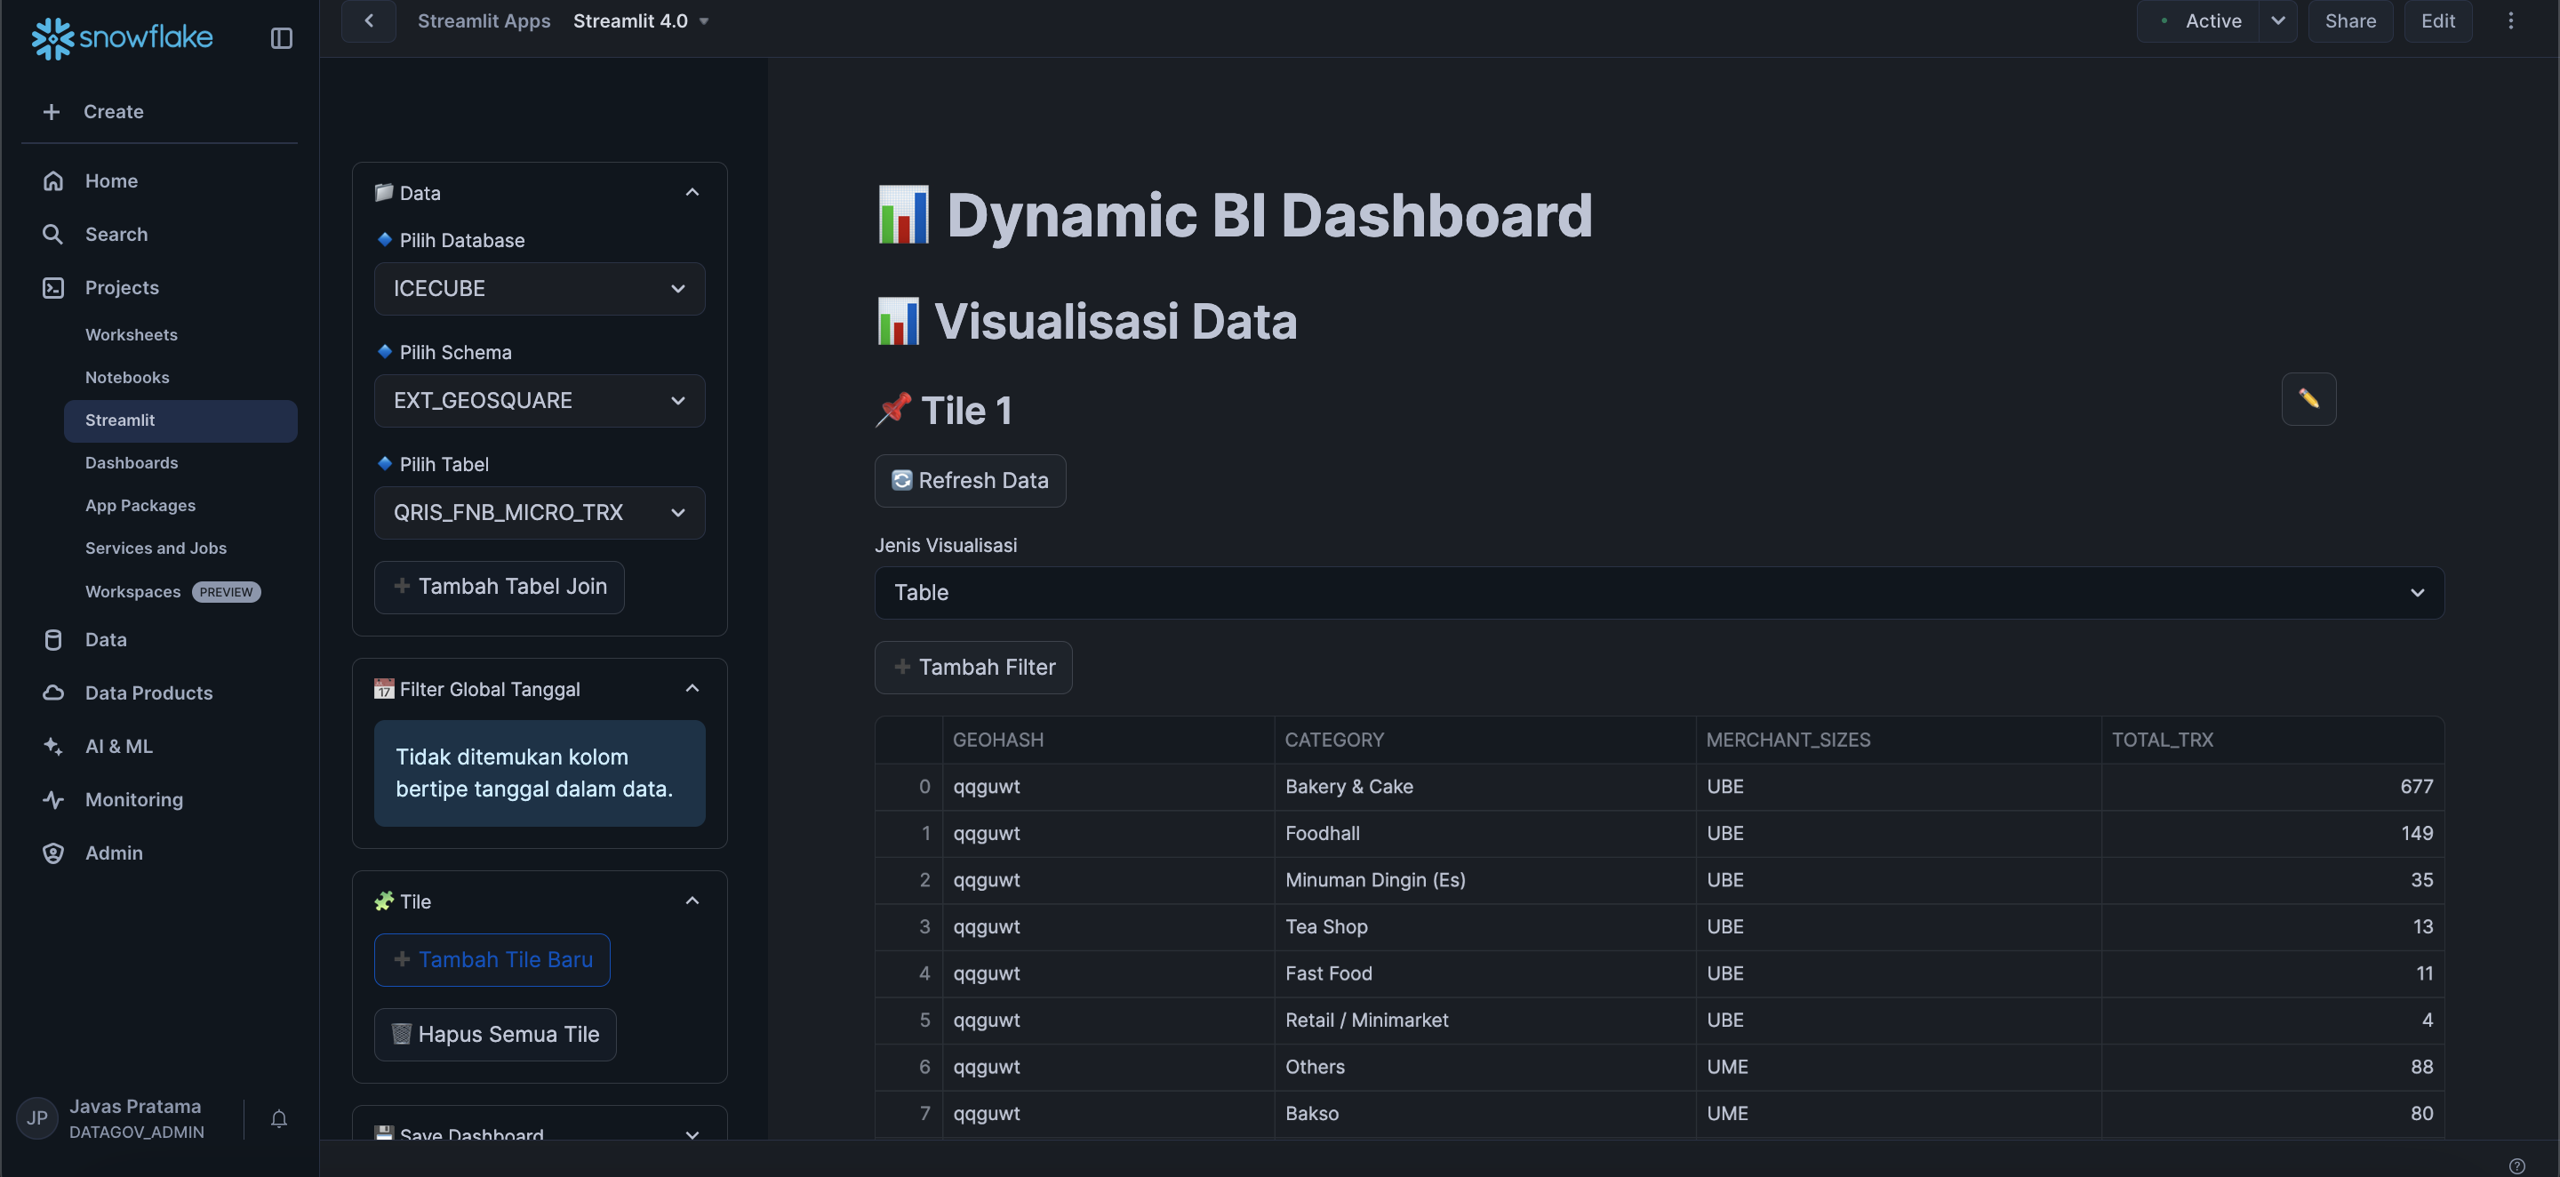 snowflake
Create
Home
Search
Projects
Worksheets
Notebooks
Streamlit
Dashboards
App Packages
Services and Jobs
Workspaces PREVIEW
Data
Data Products
AI & ML
Monitoring
Admin
JP
Javas Pratama
DATAGOV_ADMIN
Streamlit Apps Streamlit 4.0
Active
Share
Edit
Data
Pilih Database
ICECUBE
Pilih Schema
EXT_GEOSQUARE
Pilih Tabel
QRIS_FNB_MICRO_TRX
Tambah Tabel Join
17 Filter Global Tanggal
Tidak ditemukan kolom
bertipe tanggal dalam data.
Tile
Tambah Tile Baru
Hapus Semua Tile
Save Dashboard
Dynamic BI Dashboard
Visualisasi Data
Tile 1
Refresh Data
Jenis Visualisasi
Table
Tambah Filter
GEOHASH CATEGORY MERCHANT_SIZES TOTAL_TRX
0 qqguwt Bakery & Cake UBE 677
1 qqguwt Foodhall UBE 149
2 qqguwt Minuman Dingin (Es) UBE 35
3 qqguwt Tea Shop UBE 13
4 qqguwt Fast Food UBE 11
5 qqguwt Retail / Minimarket UBE 4
6 qqguwt Others UME 88
7 qqguwt Bakso UME 80